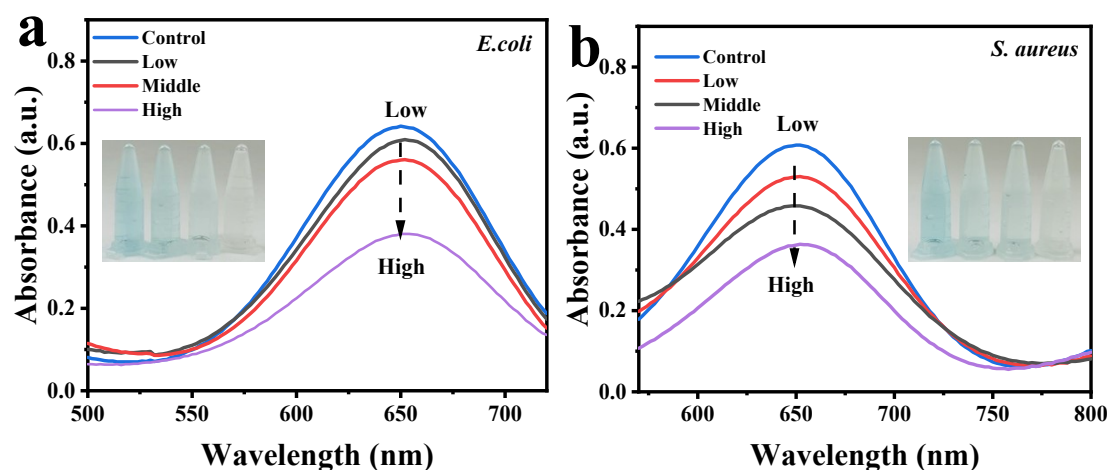 a
Control
Low
Middle
High
E.coli
Low
High
0.8
0.6
0.4
0.2
0.0
500
550
600
650
700
Absorbance (a.u.)
Wavelength (nm)
b
Control
Low
Middle
High
S. aureus
Low
High
0.8
0.6
0.4
0.2
0.0
600
650
700
750
800
Absorbance (a.u.)
Wavelength (nm)